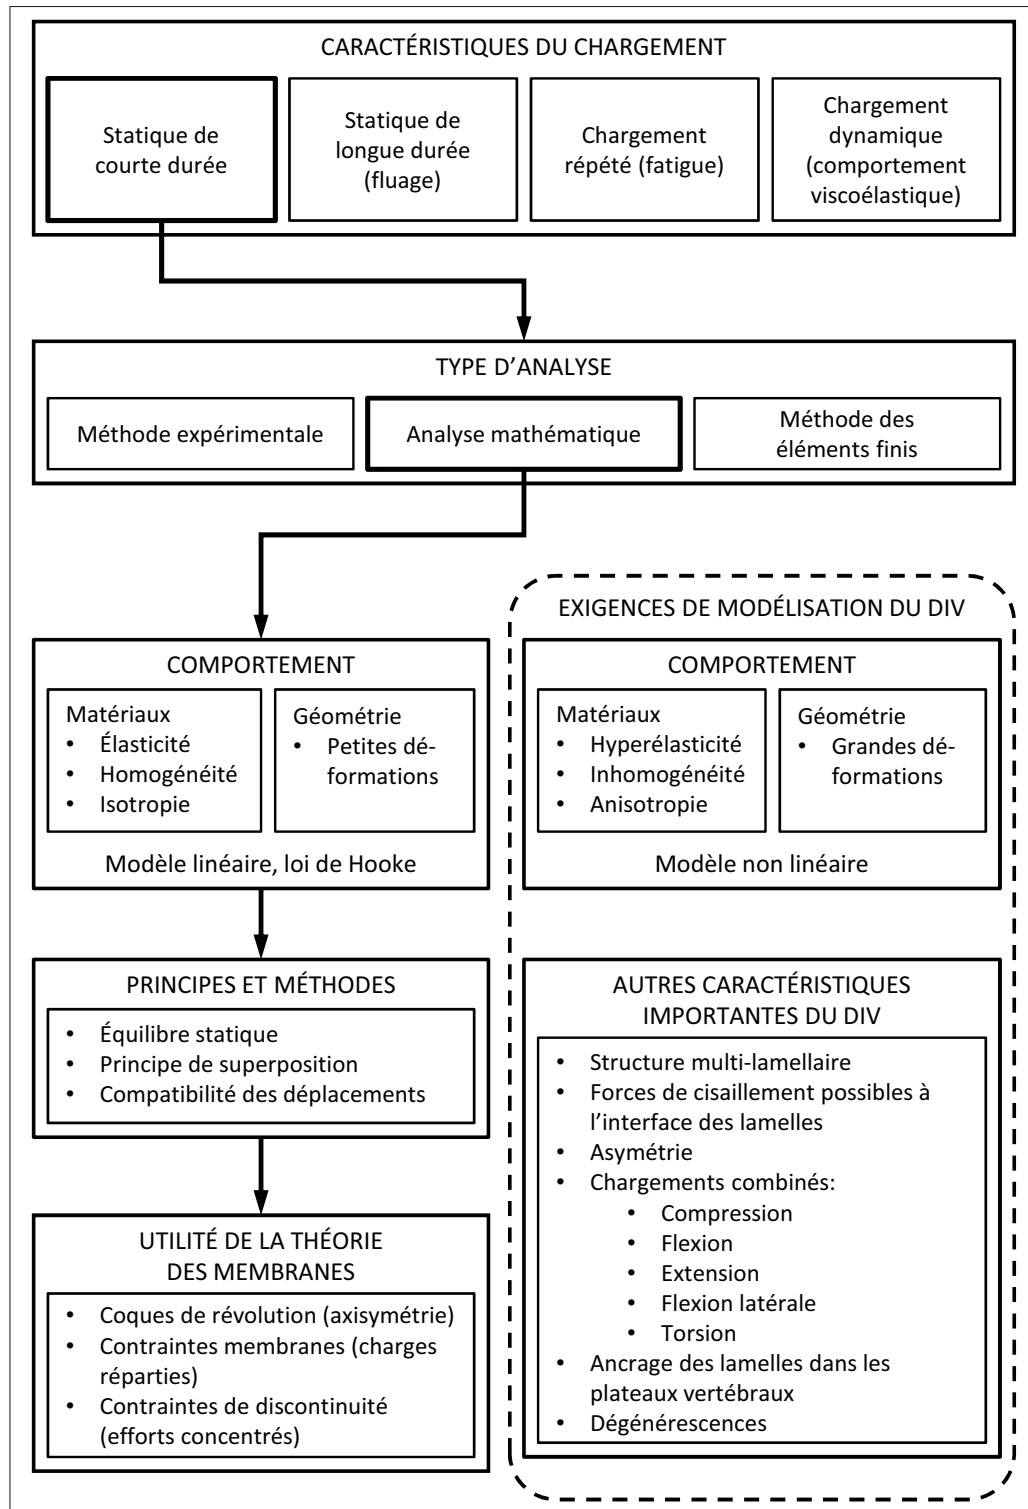 CARACTÉRISTIQUES DU CHARGEMENT
Statique de
courte durée
Statique de
longue durée
(fluage)
Chargement
répété (fatigue)
Chargement
dynamique
(comportement
viscoélastique)
TYPE D’ANALYSE
Méthode expérimentale
Analyse mathématique
Méthode des
éléments finis
COMPORTEMENT
Matériaux
• Élasticité
• Homogénéité
• Isotropie
Géométrie
• Petites dé-
formations
Modèle linéaire, loi de Hooke
PRINCIPES ET MÉTHODES
• Équilibre statique
• Principe de superposition
• Compatibilité des déplacements
UTILITÉ DE LA THÉORIE
DES MEMBRANES
• Coques de révolution (axisymétrie)
• Contraintes membranes (charges
réparties)
• Contraintes de discontinuité
(efforts concentrés)
EXIGENCES DE MODÉLISATION DU DIV
COMPORTEMENT
Matériaux
• Hyperélasticité
• Inhomogénéité
• Anisotropie
Géométrie
• Grandes dé-
formations
Modèle non linéaire
AUTRES CARACTÉRISTIQUES
IMPORTANTES DU DIV
• Structure multi-lamellaire
• Forces de cisaillement possibles à
l’interface des lamelles
• Asymétrie
• Chargements combinés:
• Compression
• Flexion
• Extension
• Flexion latérale
• Torsion
• Ancrage des lamelles dans les
plateaux vertébraux
• Dégénérescences